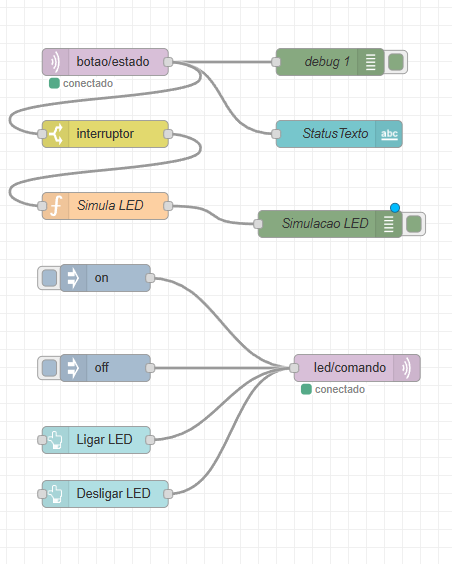 botao/estado
debug 1
conectado
interruptor
StatusTexto
abc
Simula LED
Simulacao LED
on
off
led/comando
conectado
Ligar LED
Desligar LED